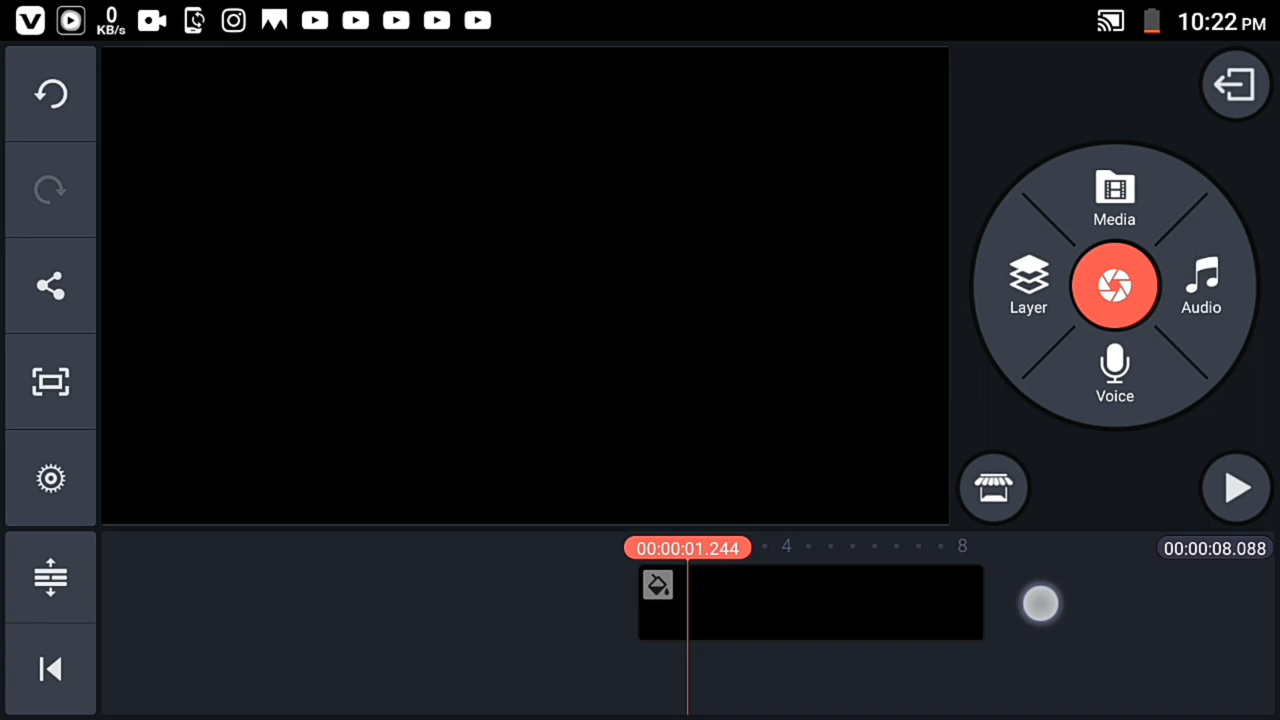 0
KB/s
10:22 PM
Media
Layer
Audio
Voice
00:00:01.244
4
8
00:00:08.088